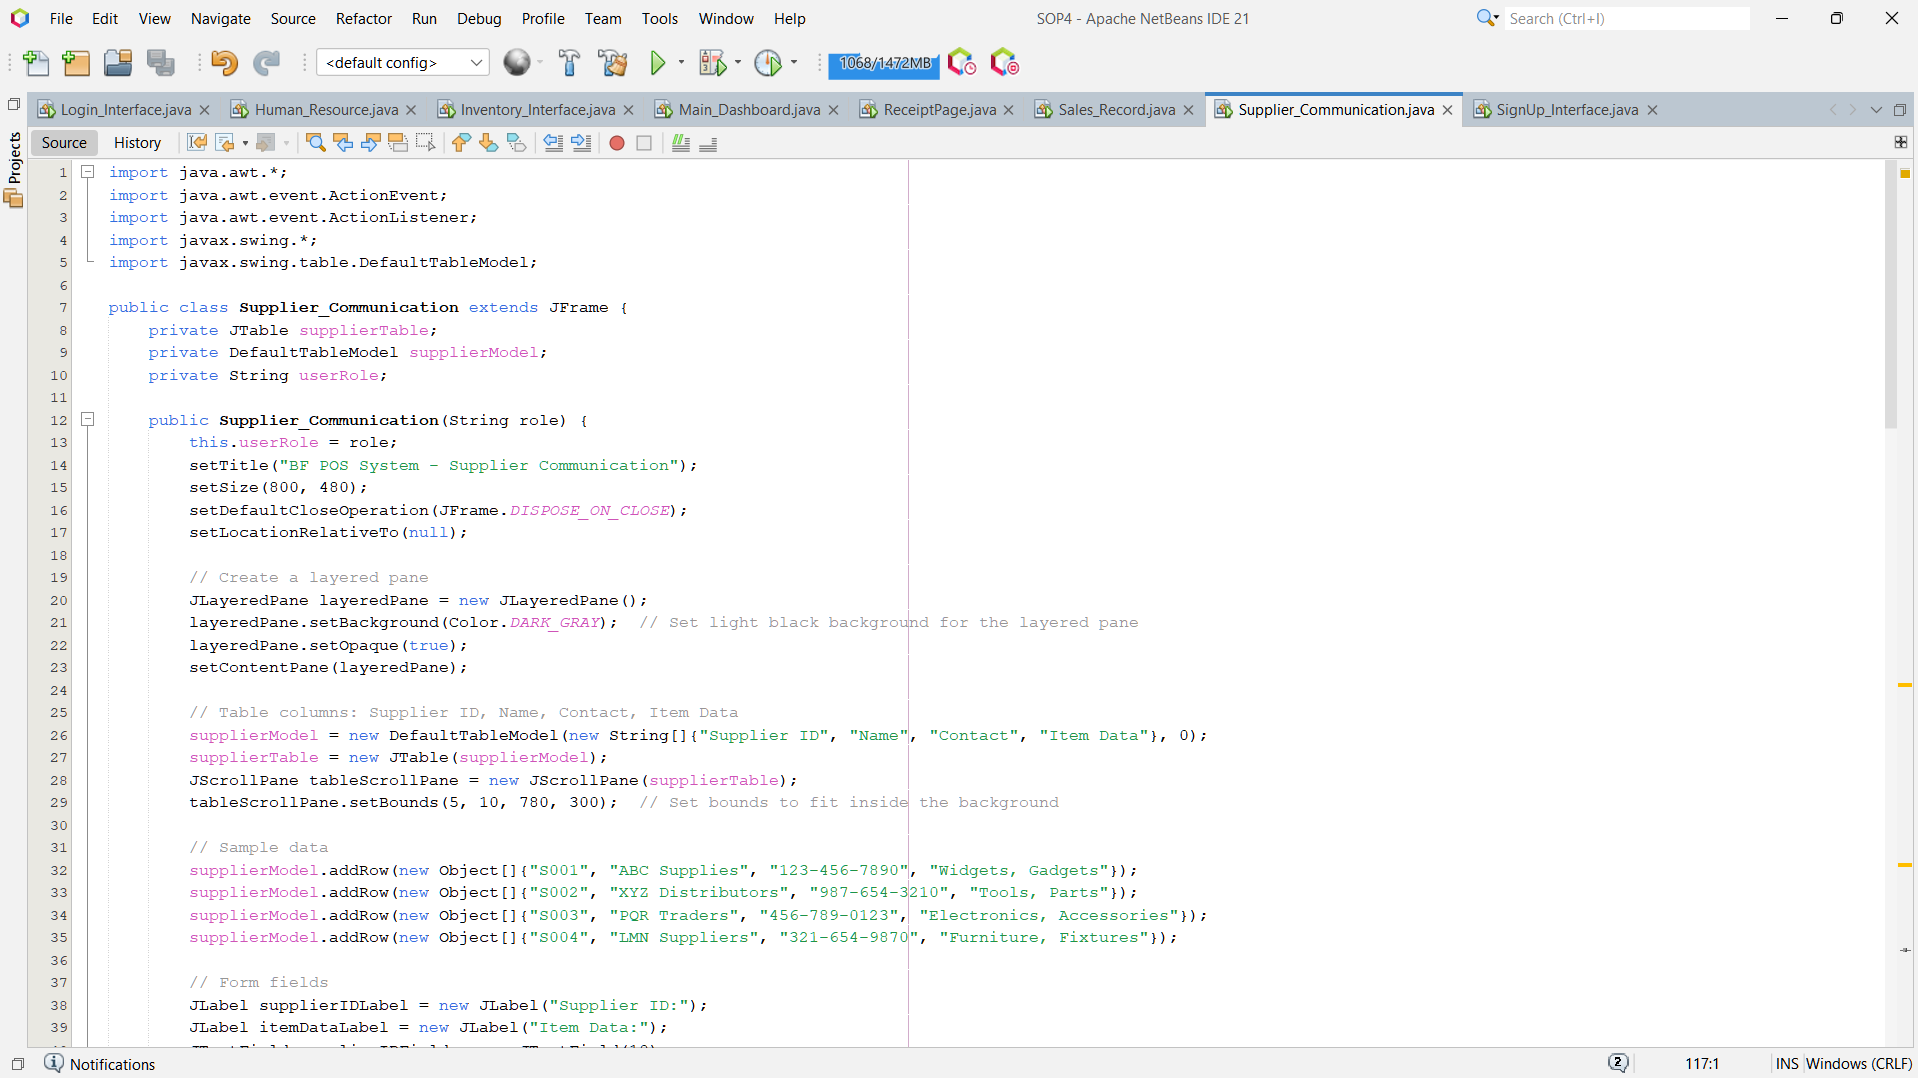 File Edit View Navigate Source Refactor Run Debug Profile Team Tools Window Help SOP4 - Apache NetBeans IDE 21 Search (Ctrl+I)
<default config> 1068/1472MB
Login_Interface.java Human_Resource.java Inventory_Interface.java Main_Dashboard.java ReceiptPage.java Sales_Record.java Supplier_Communication.java SignUp_Interface.java
Projects
Source History
1 import java.awt.*;
2 import java.awt.event.ActionEvent;
3 import java.awt.event.ActionListener;
4 import javax.swing.*;
5 import javax.swing.table.DefaultTableModel;
6
7 public class Supplier_Communication extends JFrame {
8 private JTable supplierTable;
9 private DefaultTableModel supplierModel;
10 private String userRole;
11
12 public Supplier_Communication(String role) {
13 this.userRole = role;
14 setTitle("BF POS System - Supplier Communication");
15 setSize(800, 480);
16 setDefaultCloseOperation(JFrame.DISPOSE_ON_CLOSE);
17 setLocationRelativeTo(null);
18
19 // Create a layered pane
20 JLayeredPane layeredPane = new JLayeredPane();
21 layeredPane.setBackground(Color.DARK_GRAY); // Set light black background for the layered pane
22 layeredPane.setOpaque(true);
23 setContentPane(layeredPane);
24
25 // Table columns: Supplier ID, Name, Contact, Item Data
26 supplierModel = new DefaultTableModel(new String[]{"Supplier ID", "Name", "Contact", "Item Data"}, 0);
27 supplierTable = new JTable(supplierModel);
28 JScrollPane tableScrollPane = new JScrollPane(supplierTable);
29 tableScrollPane.setBounds(5, 10, 780, 300); // Set bounds to fit inside the background
30
31 // Sample data
32 supplierModel.addRow(new Object[]{"S001", "ABC Supplies", "123-456-7890", "Widgets, Gadgets"});
33 supplierModel.addRow(new Object[]{"S002", "XYZ Distributors", "987-654-3210", "Tools, Parts"});
34 supplierModel.addRow(new Object[]{"S003", "PQR Traders", "456-789-0123", "Electronics, Accessories"});
35 supplierModel.addRow(new Object[]{"S004", "LMN Suppliers", "321-654-9870", "Furniture, Fixtures"});
36
37 // Form fields
38 JLabel supplierIDLabel = new JLabel("Supplier ID:");
39 JLabel itemDataLabel = new JLabel("Item Data:");
Notifications 2 117:1 INS Windows (CRLF)